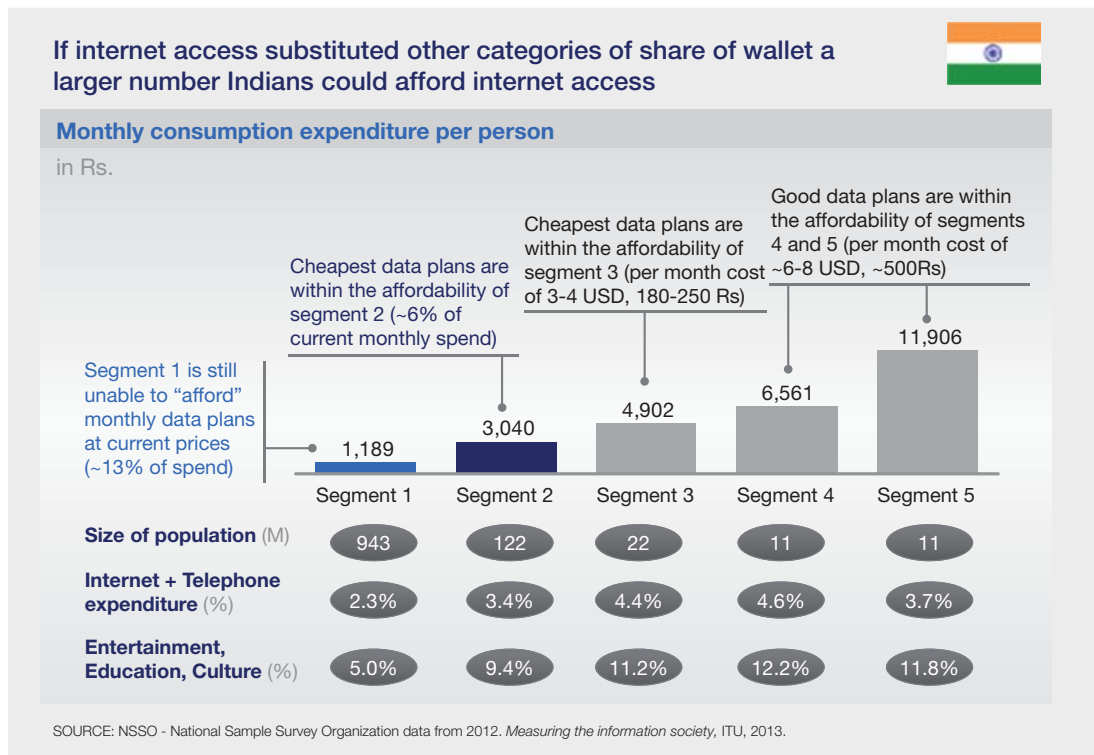 If internet access substituted other categories of share of wallet a
larger number Indians could afford internet access
Monthly consumption expenditure per person
in Rs.
Good data plans are within
the affordability of segments
4 and 5 (per month cost of
~6-8 USD, ~500Rs)
Cheapest data plans are
within the affordability of
segment 3 (per month cost
of 3-4 USD, 180-250 Rs)
Cheapest data plans are
within the affordability of
segment 2 (~6% of
current monthly spend)
Segment 1 is still
unable to “afford”
monthly data plans
at current prices
(~13% of spend)
1,189
3,040
4,902
6,561
11,906
Segment 1 Segment 2 Segment 3 Segment 4 Segment 5
Size of population (M) 943 122 22 11 11
Internet + Telephone
expenditure (%) 2.3% 3.4% 4.4% 4.6% 3.7%
Entertainment,
Education, Culture (%) 5.0% 9.4% 11.2% 12.2% 11.8%
SOURCE: NSSO - National Sample Survey Organization data from 2012. Measuring the information society, ITU, 2013.